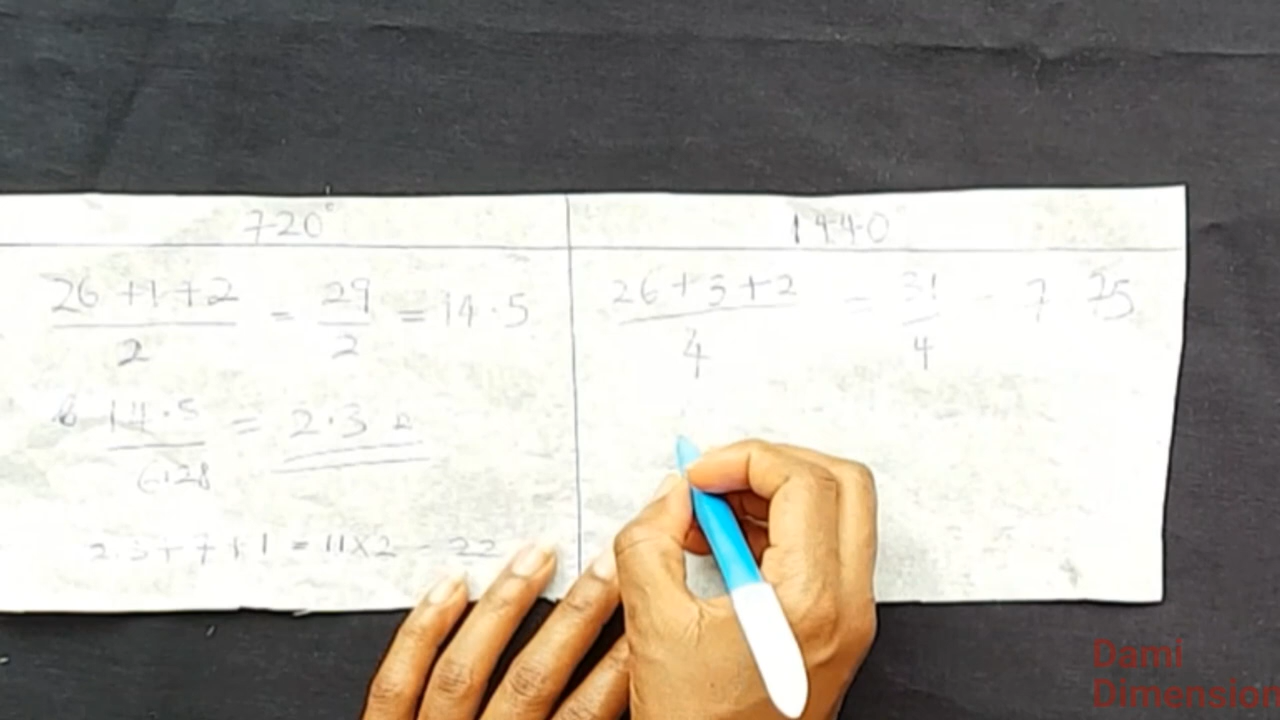 720°
26 + 1 + 2 = 29 = 14.5
2 2
14.5 = 2.3
6.28
2.3 + 7 + 1 = 11 x 2 = 22
1440°
26 + 3 + 2 = 31 = 7.75
4 4
Dami
Dimension